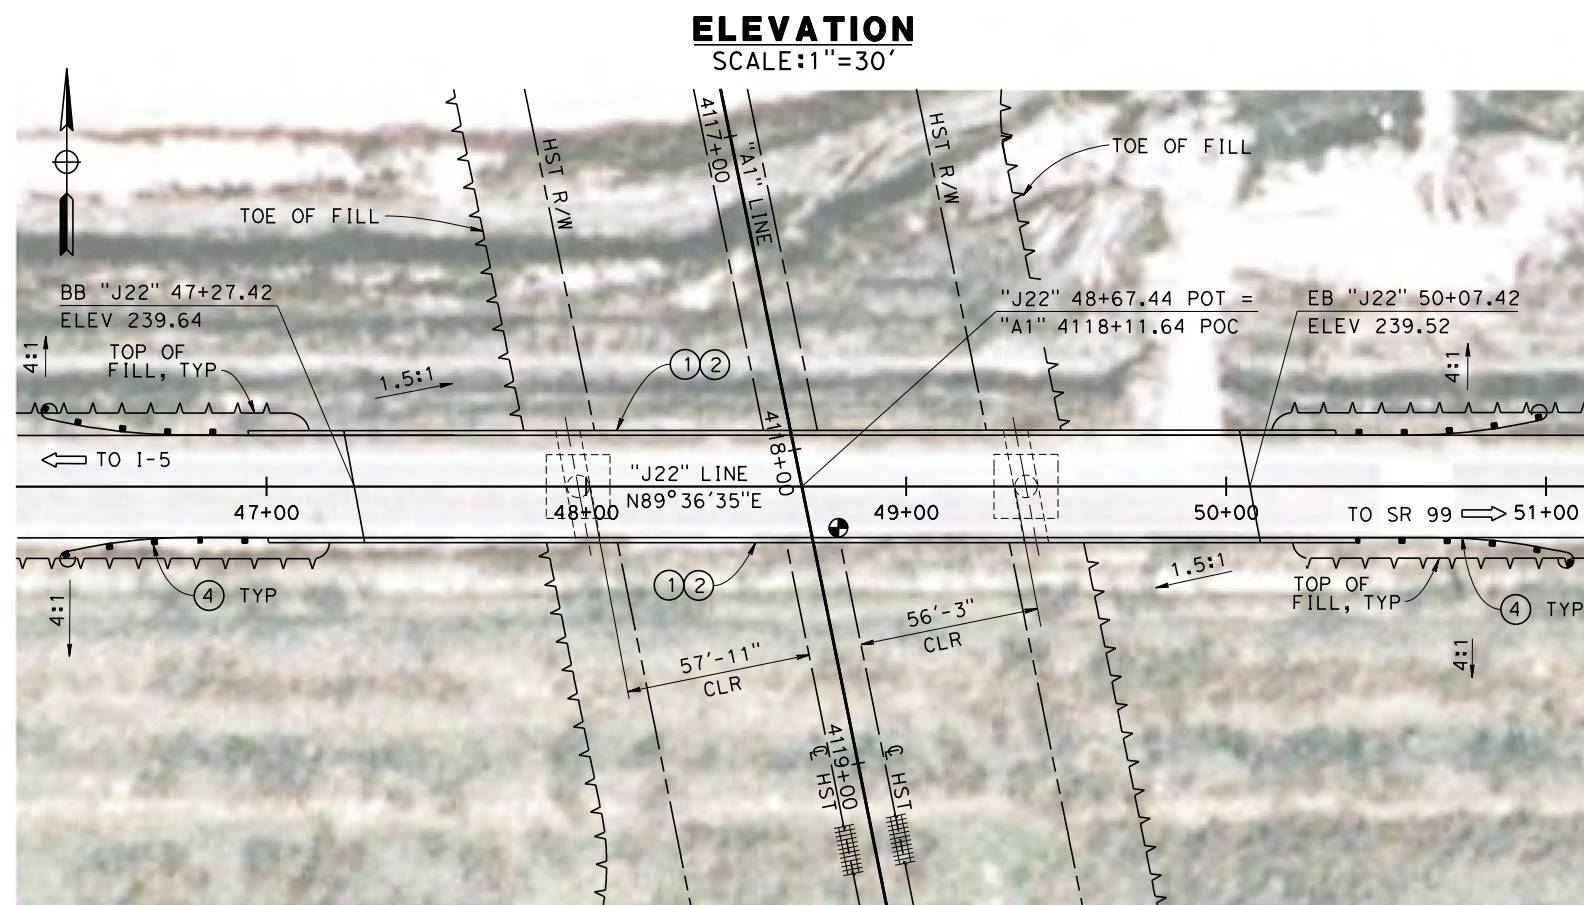 ELEVATION
SCALE:1"=30'
4117+00
"A1" LINE
HST R/W
HST R/W
TOE OF FILL
TOE OF FILL
BB "J22" 47+27.42
ELEV 239.64
"J22" 48+67.44 POT =
"A1" 4118+11.64 POC
EB "J22" 50+07.42
ELEV 239.52
4:1
TOP OF
FILL, TYP
1.5:1
1 2
4:1
4118+00
TO I-5
"J22" LINE
N89°36'35"E
47+00
48+00
49+00
50+00
TO SR 99
51+00
4:1
4 TYP
1 2
1.5:1
TOP OF
FILL, TYP
4 TYP
4:1
56'-3"
CLR
57'-11"
CLR
4119+00
℄ HST
℄ HST